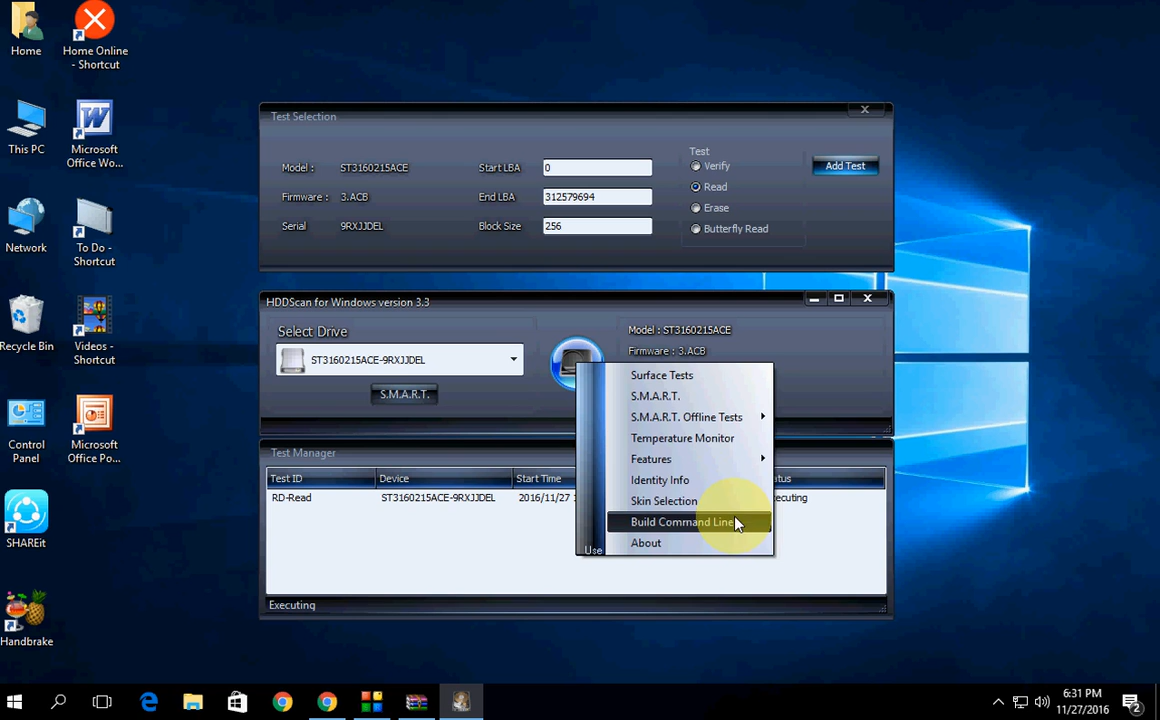 Home
Home Online
- Shortcut
This PC
Microsoft
Office Wo...
Network
To Do -
Shortcut
Recycle Bin
Videos -
Shortcut
Control
Panel
Microsoft
Office Po...
SHAREit
Handbrake
Test Selection
X
Model : ST3160215ACE
Firmware : 3.ACB
Serial 9RXJJDEL
Start LBA 0
End LBA 312579694
Block Size 256
Test
Verify
Read
Erase
Butterfly Read
Add Test
HDDScan for Windows version 3.3
Select Drive
ST3160215ACE-9RXJJDEL
S.M.A.R.T.
Model : ST3160215ACE
Firmware : 3.ACB
Surface Tests
S.M.A.R.T.
S.M.A.R.T. Offline Tests
Temperature Monitor
Features
Identity Info
Skin Selection
Build Command Line
About
Use
Test Manager
Test ID Device Start Time atus
RD-Read ST3160215ACE-9RXJJDEL 2016/11/27 ecuting
Executing
6:31 PM
11/27/2016
2